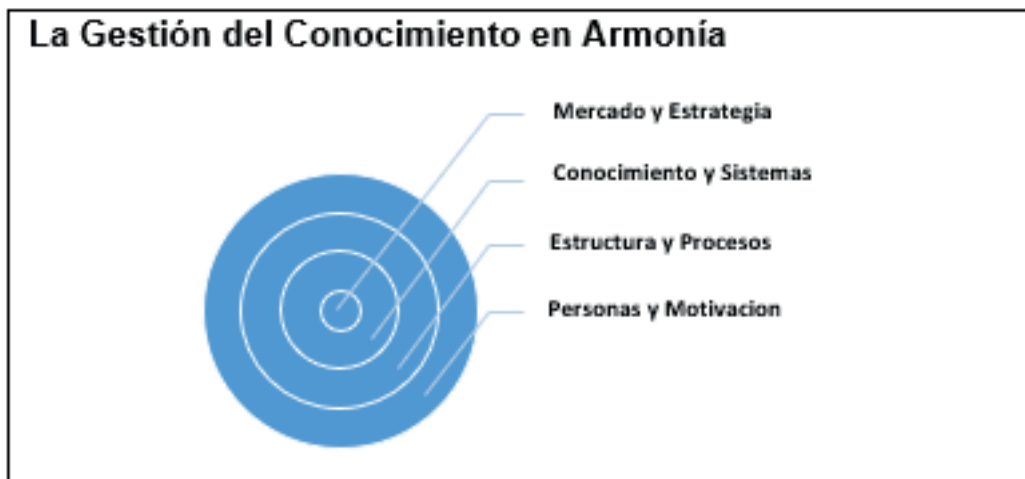 La Gestión del Conocimiento en Armonía
Mercado y Estrategia
Conocimiento y Sistemas
Estructura y Procesos
Personas y Motivacion